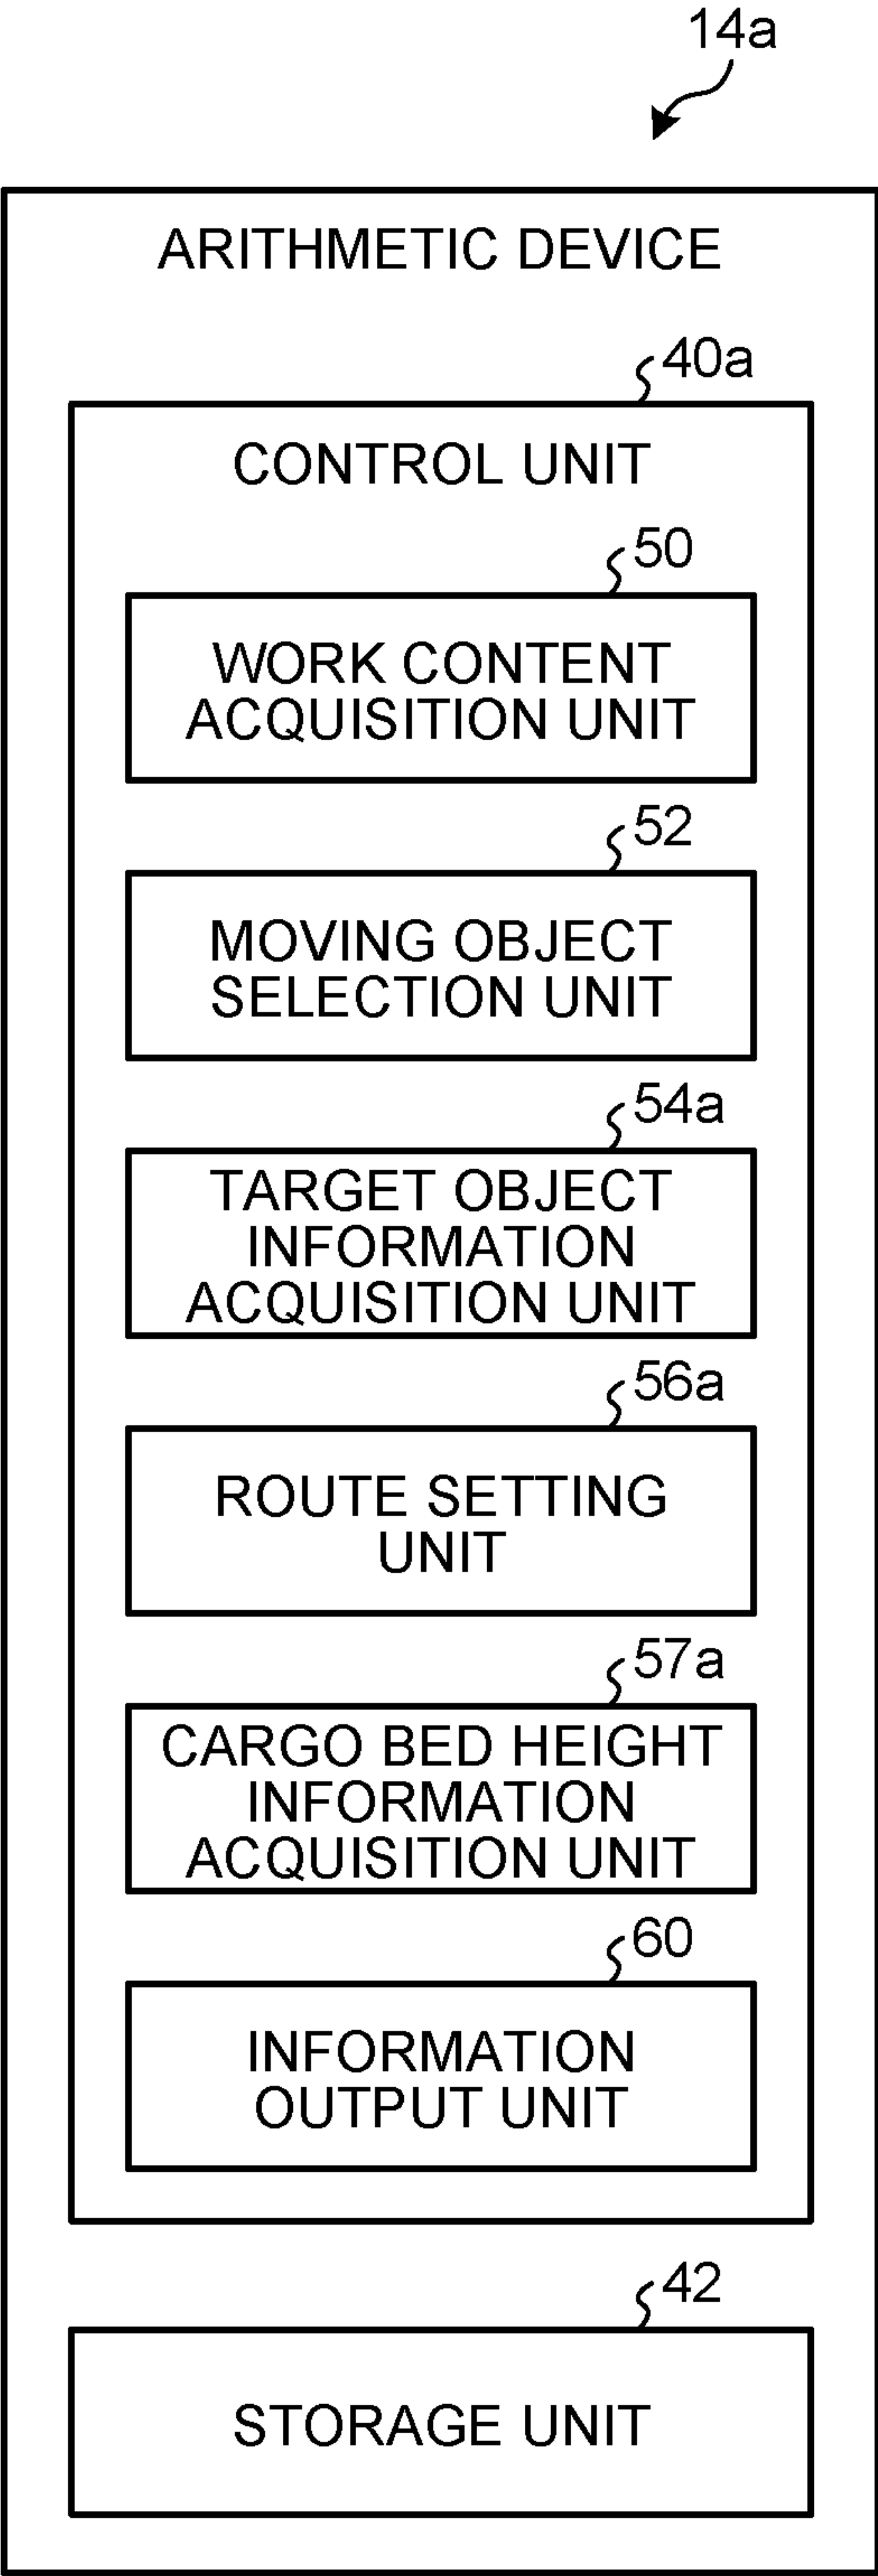 14a
ARITHMETIC DEVICE
40a
CONTROL UNIT
50
WORK CONTENT
ACQUISITION UNIT
52
MOVING OBJECT
SELECTION UNIT
54a
TARGET OBJECT
INFORMATION
ACQUISITION UNIT
56a
ROUTE SETTING
UNIT
57a
CARGO BED HEIGHT
INFORMATION
ACQUISITION UNIT
60
INFORMATION
OUTPUT UNIT
42
STORAGE UNIT